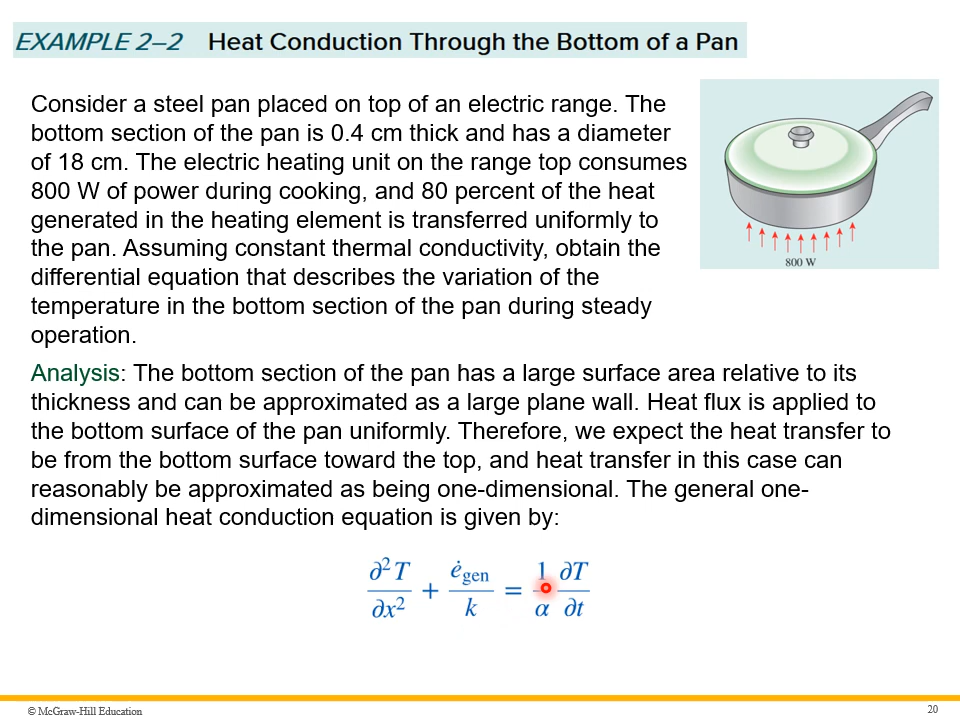 EXAMPLE 2–2 Heat Conduction Through the Bottom of a Pan
Consider a steel pan placed on top of an electric range. The
bottom section of the pan is 0.4 cm thick and has a diameter
of 18 cm. The electric heating unit on the range top consumes
800 W of power during cooking, and 80 percent of the heat
generated in the heating element is transferred uniformly to
the pan. Assuming constant thermal conductivity, obtain the
differential equation that describes the variation of the
temperature in the bottom section of the pan during steady
operation.
800 W
Analysis: The bottom section of the pan has a large surface area relative to its
thickness and can be approximated as a large plane wall. Heat flux is applied to
the bottom surface of the pan uniformly. Therefore, we expect the heat transfer to
be from the bottom surface toward the top, and heat transfer in this case can
reasonably be approximated as being one-dimensional. The general one-
dimensional heat conduction equation is given by:
∂²T/∂x² + ė_gen/k = 1/α ∂T/∂t
© McGraw-Hill Education
20